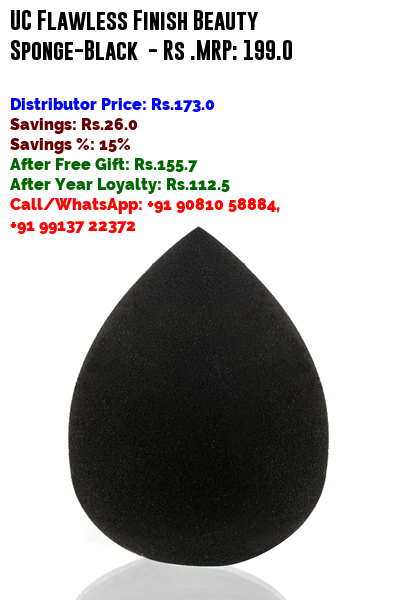 UC Flawless Finish Beauty
Sponge-Black - Rs .MRP: 199.0
Distributor Price: Rs.173.0
Savings: Rs.26.0
Savings %: 15%
After Free Gift: Rs.155.7
After Year Loyalty: Rs.112.5
Call/WhatsApp: +91 90810 58884,
+91 99137 22372